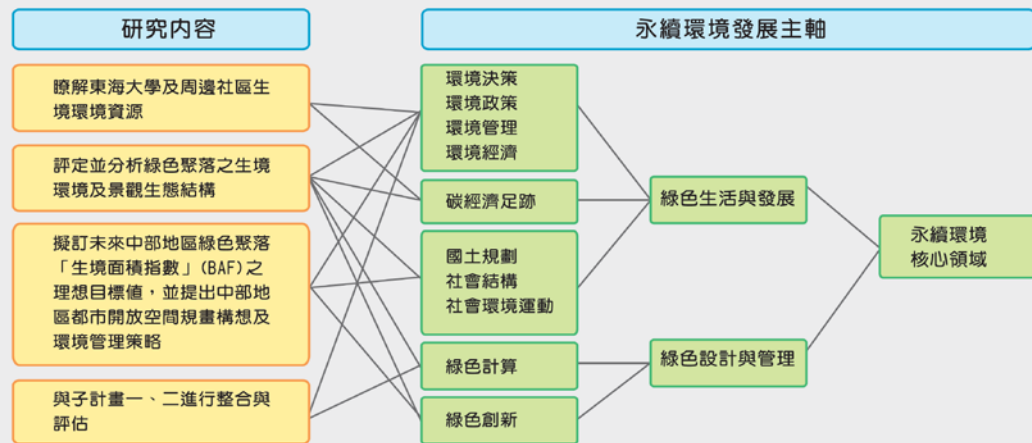 研究內容
永續環境發展主軸
瞭解東海大學及周邊社區生
境環境資源
評定並分析綠色聚落之生境
環境及景觀生態結構
擬訂未來中部地區綠色聚落
「生境面積指數」(BAF)之
理想目標值,並提出中部地
區都市開放空間規畫構想及
環境管理策略
與子計畫一、二進行整合與
評估
環境決策
環境政策
環境管理
環境經濟
碳經濟足跡
國土規劃
社會結構
社會環境運動
綠色計算
綠色創新
綠色生活與發展
綠色設計與管理
永續環境
核心領域